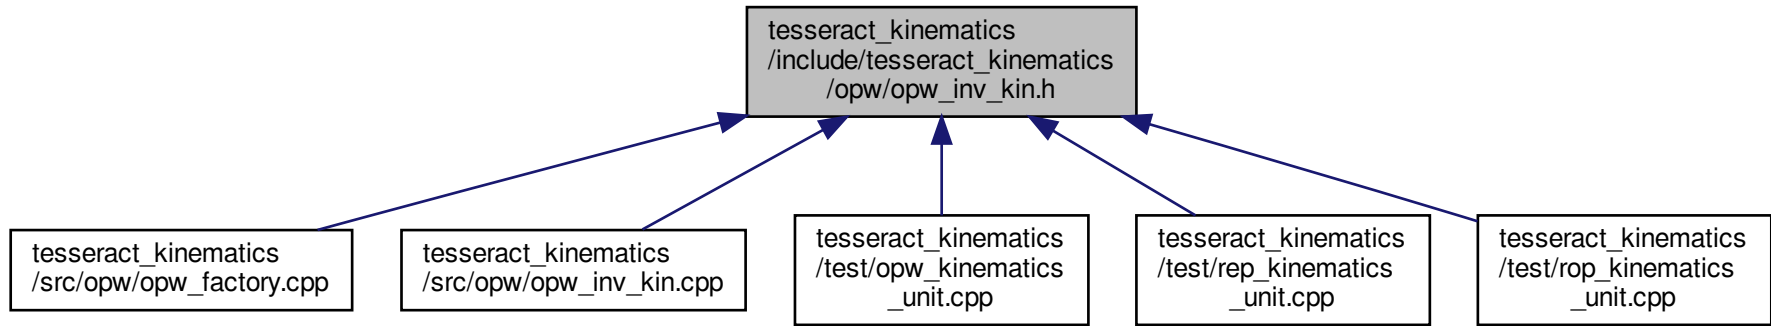 tesseract_kinematics
/include/tesseract_kinematics
/opw/opw_inv_kin.h
tesseract_kinematics
/src/opw/opw_factory.cpp
tesseract_kinematics
/src/opw/opw_inv_kin.cpp
tesseract_kinematics
/test/opw_kinematics
_unit.cpp
tesseract_kinematics
/test/rep_kinematics
_unit.cpp
tesseract_kinematics
/test/rop_kinematics
_unit.cpp